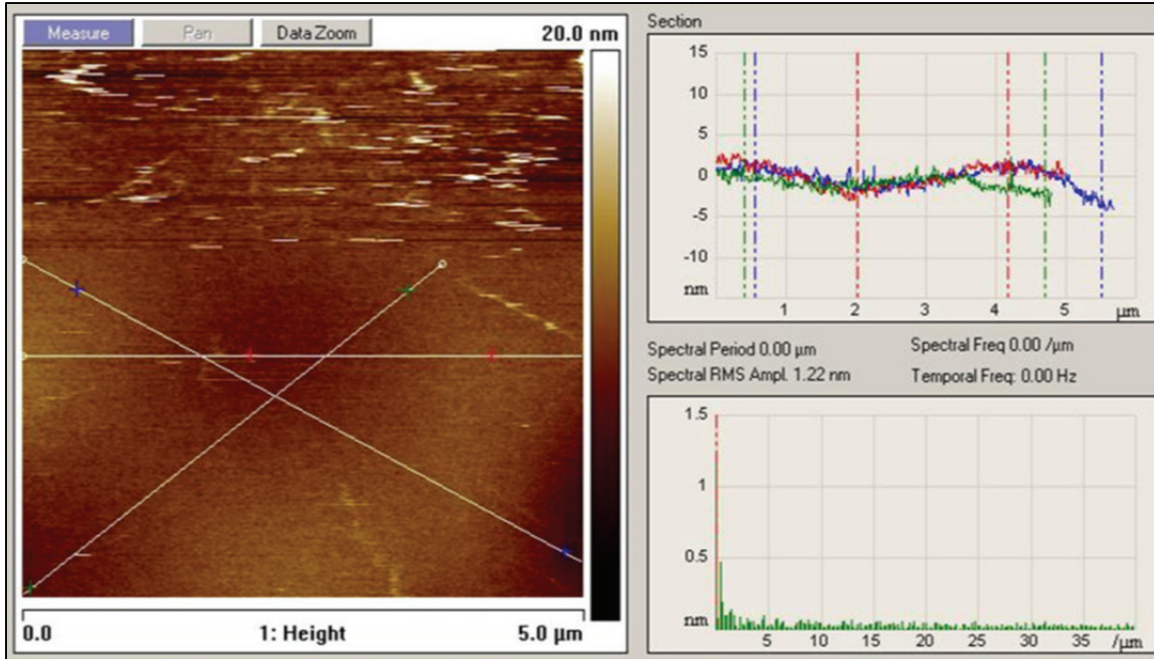 Measure Pan Data Zoom 20.0 nm
0.0 1: Height 5.0 µm
Section
15
10
5
0
-5
-10
nm
1 2 3 4 5 µm
Spectral Period 0.00 µm Spectral Freq 0.00 /µm
Spectral RMS Ampl. 1.22 nm Temporal Freq: 0.00 Hz
1.5
1
0.5
nm
5 10 15 20 25 30 35 /µm